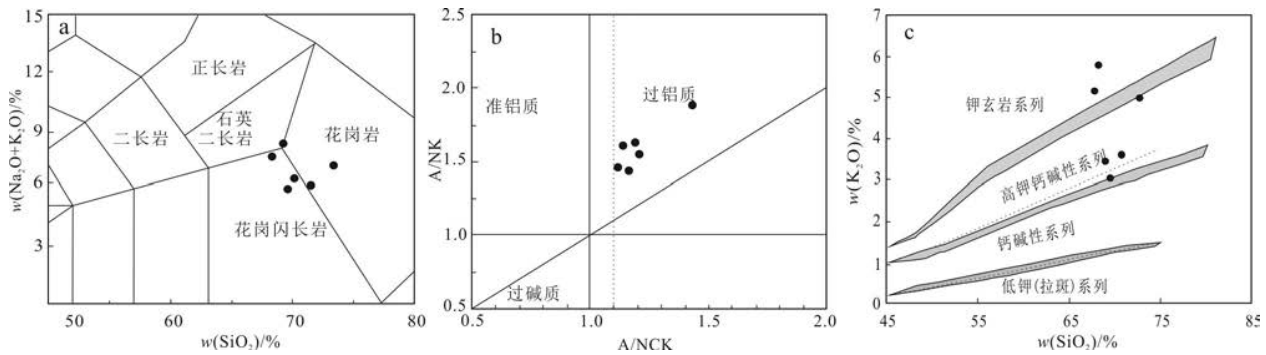 a
15
12
9
6
3
w(Na₂O+K₂O)/%
正长岩
石英
二长岩
二长岩
花岗岩
花岗闪长岩
50
60
70
80
w(SiO₂)/%
b
2.5
2.0
1.5
1.0
0.5
A/NK
准铝质
过铝质
过碱质
0.5
1.0
1.5
2.0
A/NCK
c
7
6
5
4
3
2
1
0
w(K₂O)/%
钾玄岩系列
高钾钙碱性系列
钙碱性系列
低钾(拉斑)系列
45
55
65
75
85
w(SiO₂)/%